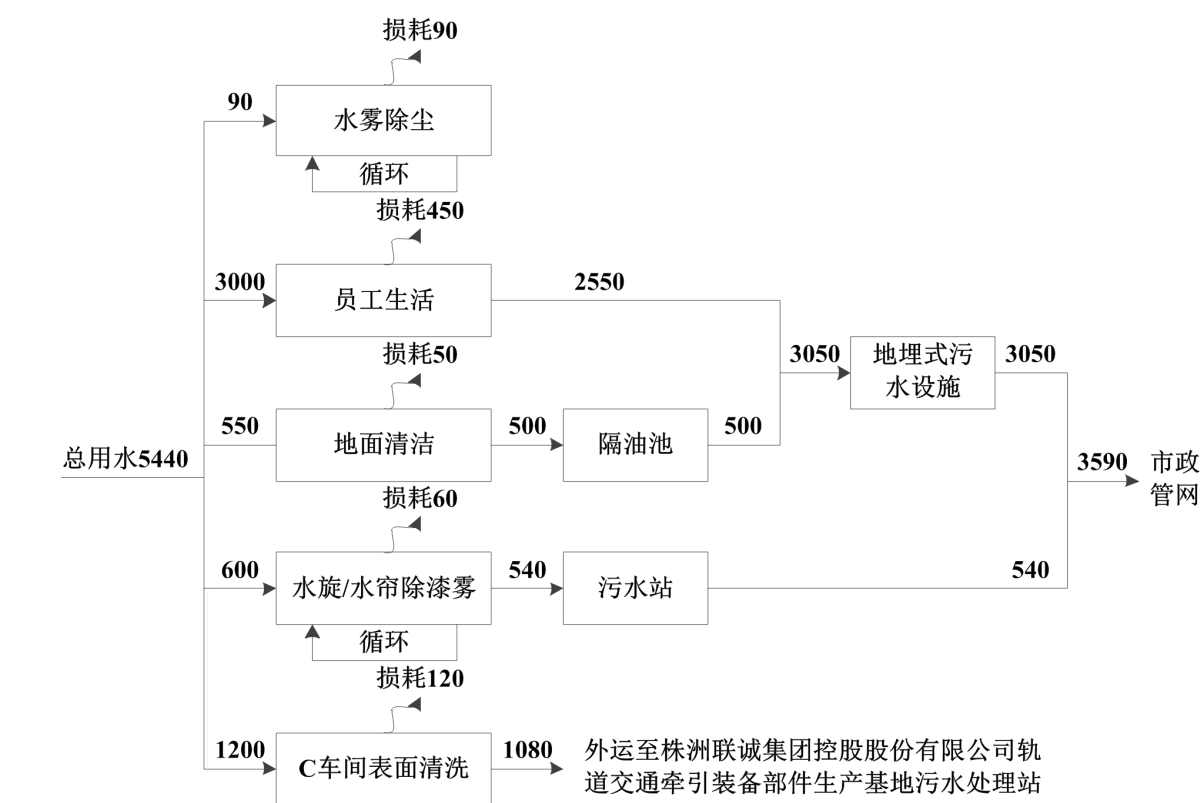 损耗90
90
水雾除尘
循环
损耗450
3000
员工生活
2550
损耗50
3050
地埋式污
水设施
3050
550
地面清洁
500
隔油池
500
总用水5440
3590
市政
管网
损耗60
600
水旋/水帘除漆雾
540
污水站
540
循环
损耗120
1200
C车间表面清洗
1080
外运至株洲联诚集团控股股份有限公司轨
道交通牵引装备部件生产基地污水处理站